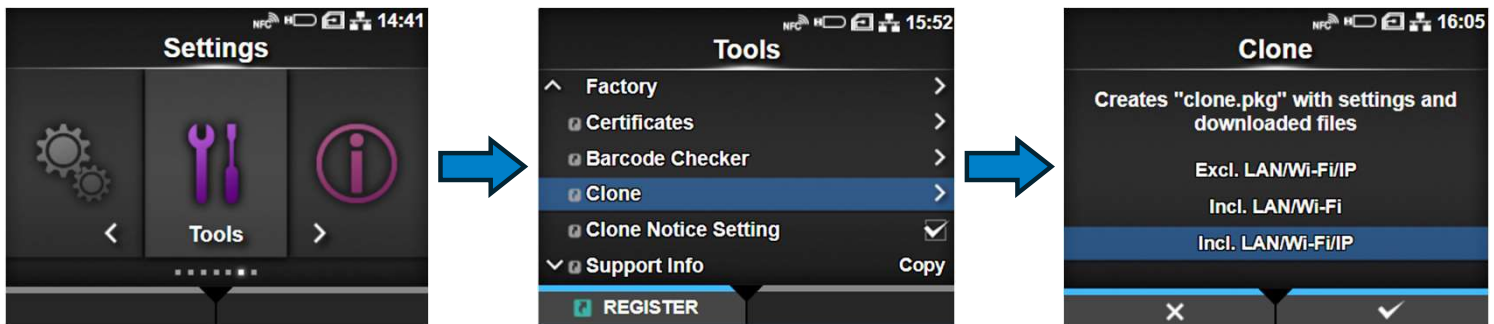 NFC 14:41
Settings
Tools
NFC 15:52
Tools
Factory
Certificates
Barcode Checker
Clone
Clone Notice Setting
Support Info Copy
REGISTER
NFC 16:05
Clone
Creates "clone.pkg" with settings and
downloaded files
Excl. LAN/Wi-Fi/IP
Incl. LAN/Wi-Fi
Incl. LAN/Wi-Fi/IP